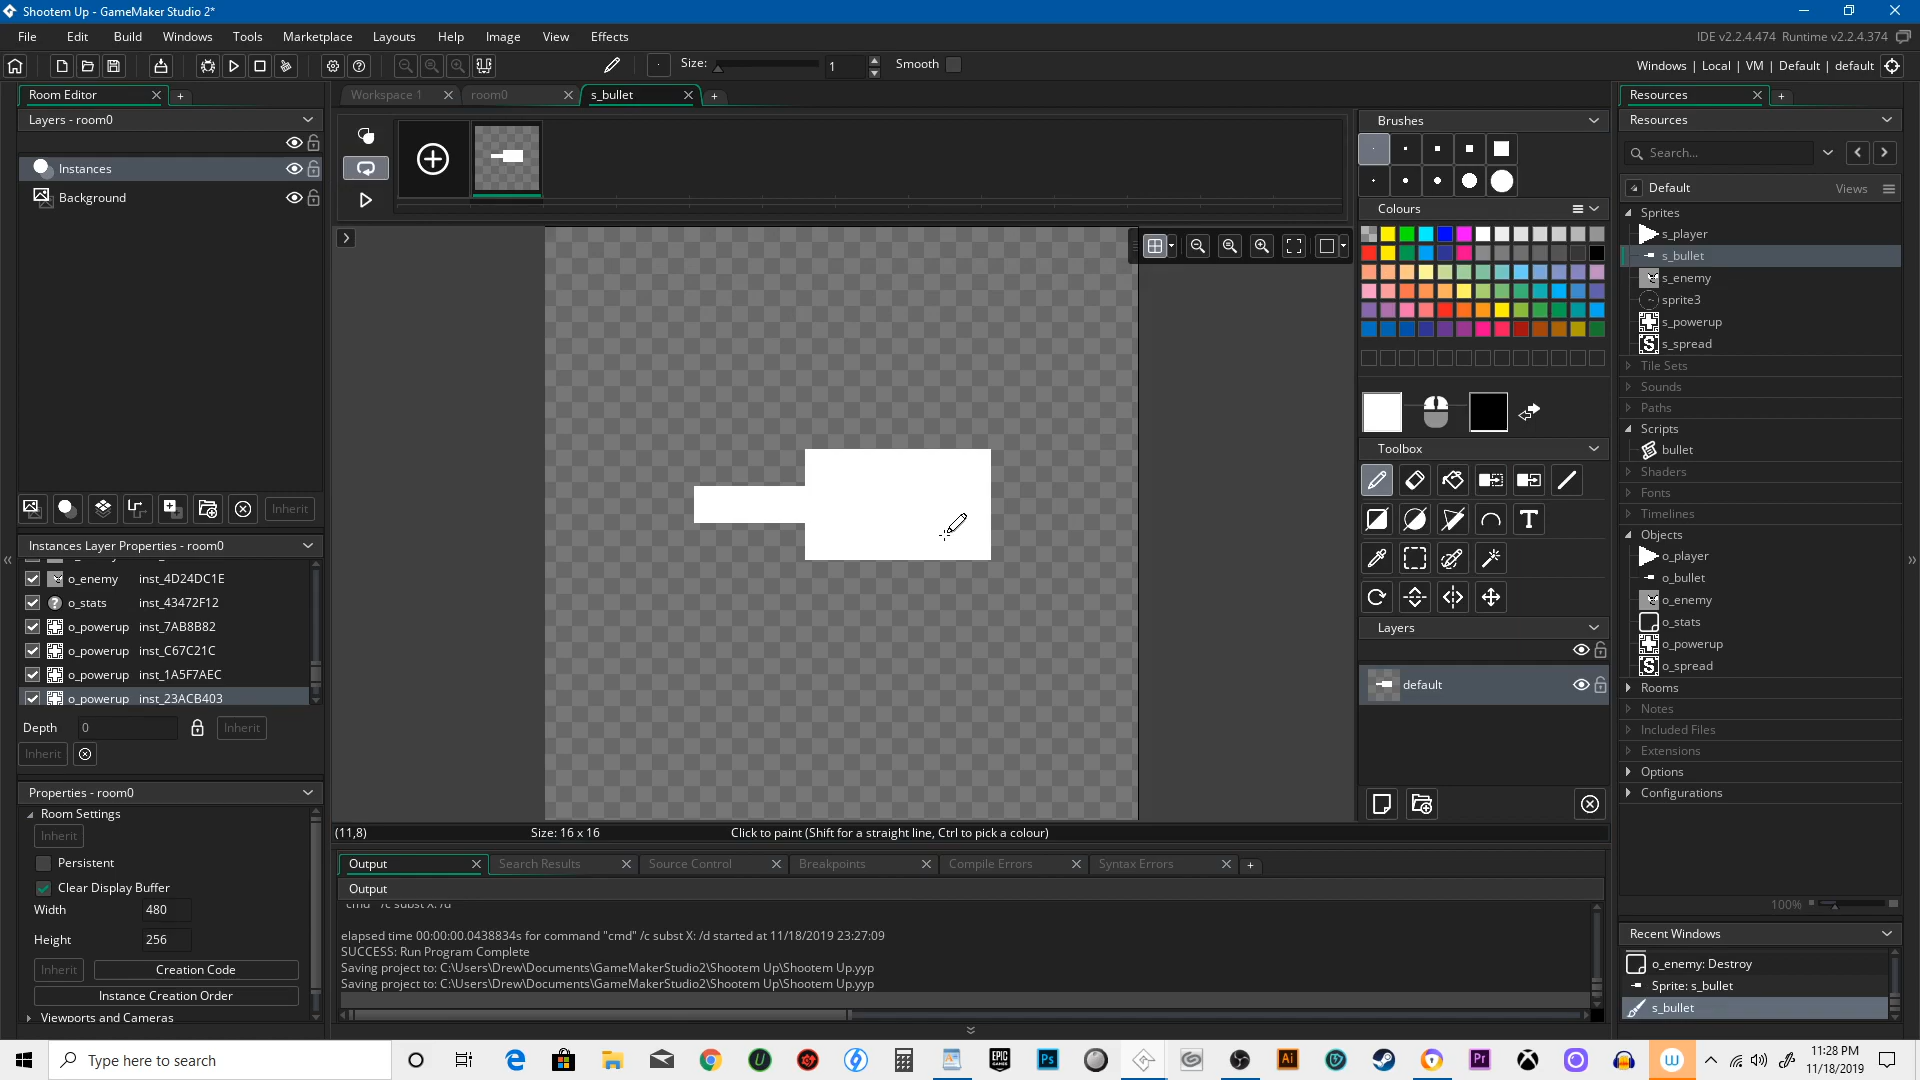 Shootem Up - GameMaker Studio 2*
File Edit Build Windows Tools Marketplace Layouts Help Image View Effects
IDE v2.2.4.474 Runtime v2.2.4.374
Size: 1 Smooth
Windows | Local | VM | Default | default
Room Editor
Workspace 1 room0 s_bullet
Layers - room0
Instances
Background
Instances Layer Properties - room0
o_enemy inst_4D24DC1E
o_stats inst_43472F12
o_powerup inst_7AB8B82
o_powerup inst_C67C21C
o_powerup inst_1A5F7AEC
o_powerup inst_23ACB403
Depth 0 Inherit
Inherit
Inherit
Properties - room0
Room Settings
Inherit
Persistent
Clear Display Buffer
Width 480
Height 256
Inherit Creation Code
Instance Creation Order
Viewports and Cameras
(11,8) Size: 16 x 16 Click to paint (Shift for a straight line, Ctrl to pick a colour)
Output Search Results Source Control Breakpoints Compile Errors Syntax Errors
Output
"cmd" /c subst X: /d
elapsed time 00:00:00.0438834s for command "cmd" /c subst X: /d started at 11/18/2019 23:27:09
SUCCESS: Run Program Complete
Saving project to: C:\Users\Drew\Documents\GameMakerStudio2\Shootem Up\Shootem Up.yyp
Saving project to: C:\Users\Drew\Documents\GameMakerStudio2\Shootem Up\Shootem Up.yyp
Brushes
Colours
Toolbox
T
Layers
default
Resources
Resources
Search...
Default Views
Sprites
s_player
s_bullet
s_enemy
sprite3
s_powerup
S s_spread
Tile Sets
Sounds
Paths
Scripts
bullet
Shaders
Fonts
Timelines
Objects
o_player
o_bullet
o_enemy
o_stats
o_powerup
S o_spread
Rooms
Notes
Included Files
Extensions
Options
Configurations
100%
Recent Windows
o_enemy: Destroy
Sprite: s_bullet
s_bullet
Type here to search
EPIC GAMES
Ps
Ai
Pr
W
11:28 PM
11/18/2019